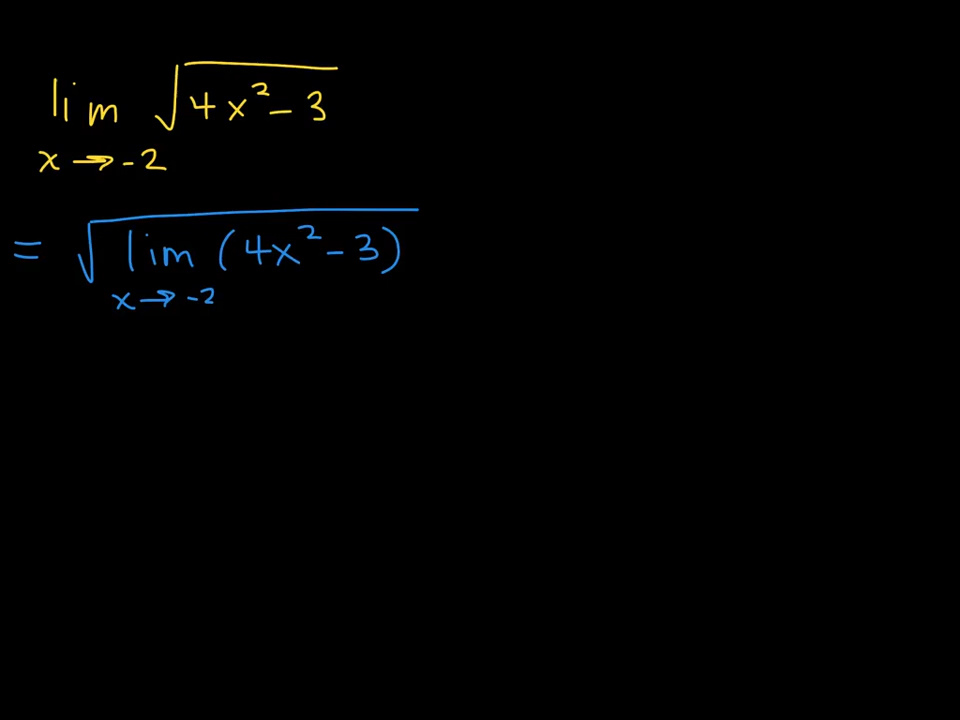 lim √4x² - 3
x → -2
= √lim (4x² - 3)
x → -2